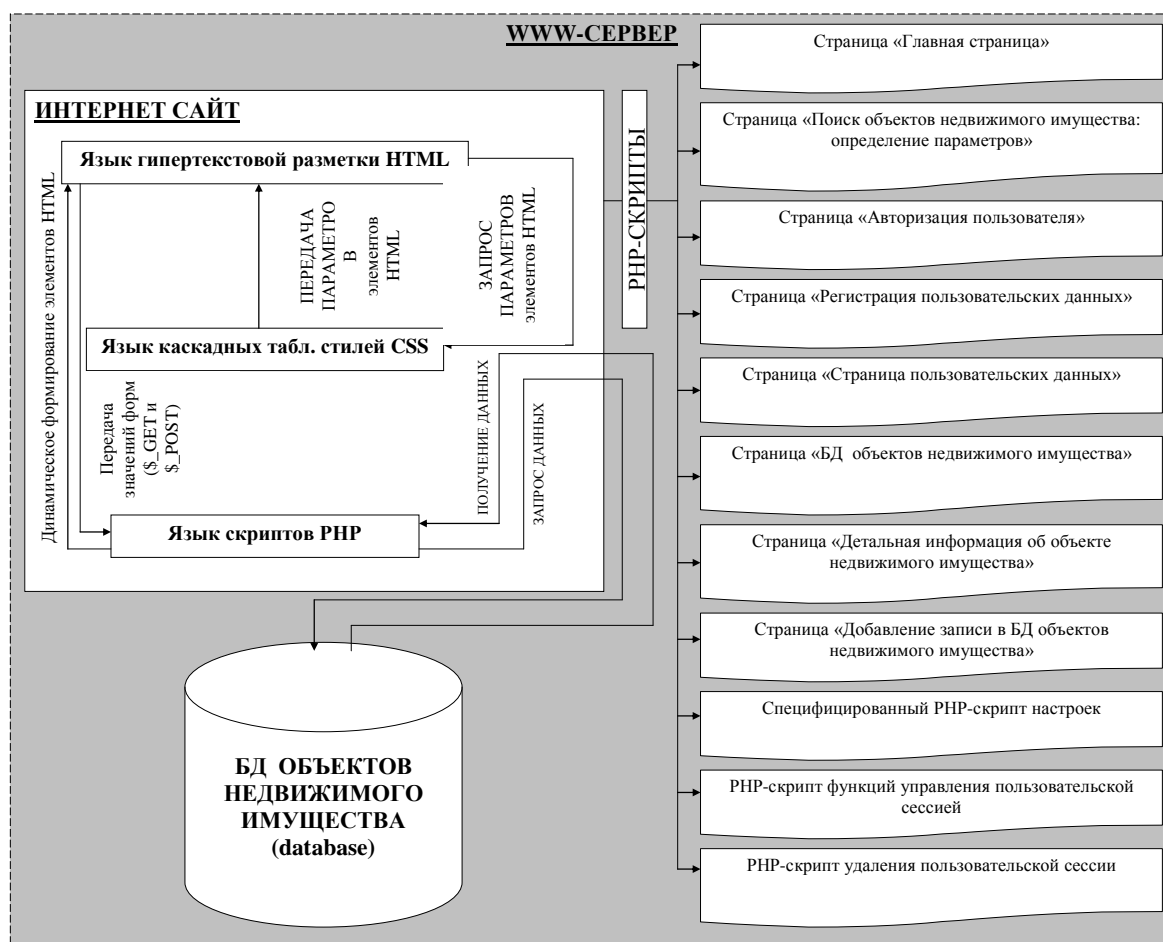 WWW-СЕРВЕР
ИНТЕРНЕТ САЙТ
Язык гипертекстовой разметки HTML
Динамическое формирование элементов HTML
ПЕРЕДАЧА
ПАРАМЕТРО
В
элементов
HTML
ЗАПРОС
ПАРАМЕТРОВ
элементов HTML
Язык каскадных табл. стилей CSS
Передача
значений форм
($_GET и
$_POST)
ПОЛУЧЕНИЕ ДАННЫХ
ЗАПРОС ДАННЫХ
Язык скриптов PHP
БД ОБЪЕКТОВ
НЕДВИЖИМОГО
ИМУЩЕСТВА
(database)
PHP-СКРИПТЫ
Страница «Главная страница»
Страница «Поиск объектов недвижимого имущества:
определение параметров»
Страница «Авторизация пользователя»
Страница «Регистрация пользовательских данных»
Страница «Страница пользовательских данных»
Страница «БД объектов недвижимого имущества»
Страница «Детальная информация об объекте
недвижимого имущества»
Страница «Добавление записи в БД объектов
недвижимого имущества»
Специфицированный PHP-скрипт настроек
PHP-скрипт функций управления пользовательской
сессией
PHP-скрипт удаления пользовательской сессии